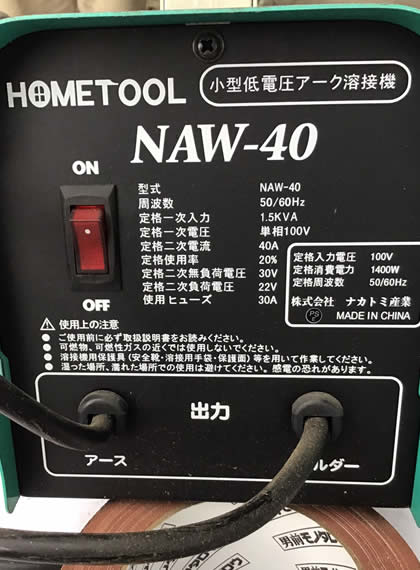 HOMETOOL
小型低電圧アーク溶接機
NAW-40
ON
OFF
型式 NAW-40
周波数 50/60Hz
定格一次入力 1.5KVA
定格一次電圧 単相100V
定格二次電流 40A
定格使用率 20%
定格二次無負荷電圧 30V
定格二次負荷電圧 22V
使用ヒューズ 30A
定格入力電圧 100V
定格消費電力 1400W
定格周波数 50/60Hz
株式会社 ナカトミ産業
PS E MADE IN CHINA
⚠ 使用上の注意
● ご使用前に必ず取扱説明書をお読みください。
● 可燃物、可燃性ガスの近くでは使用しないでください。
● 溶接機用保護具(安全靴・溶接用手袋・保護面)等を用いて作業してください。
● 湿った場所、濡れた場所での使用は避けてください。感電の恐れがあります。
出力
アース
ルダー
男前モノタロウ